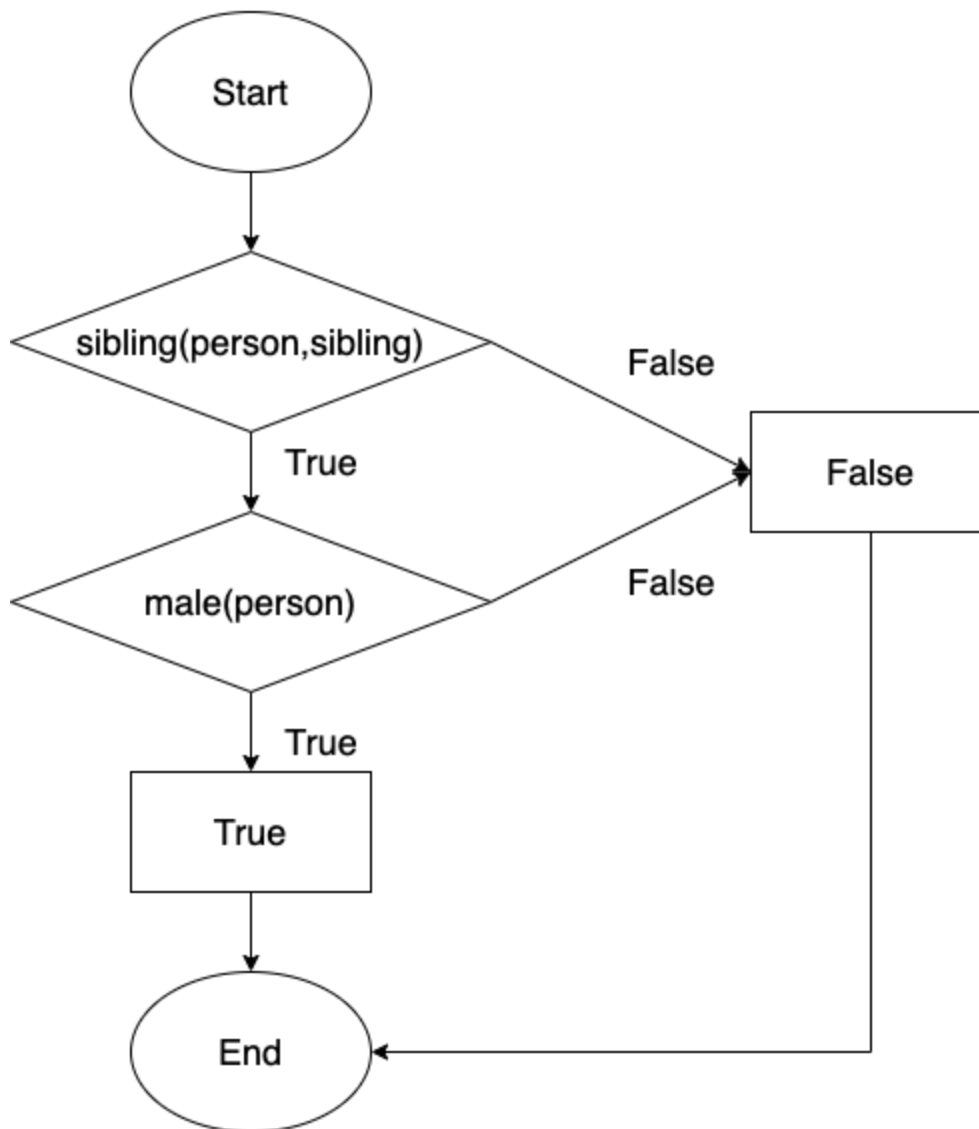 Start
sibling(person,sibling)
False
True
False
male(person)
False
True
True
End